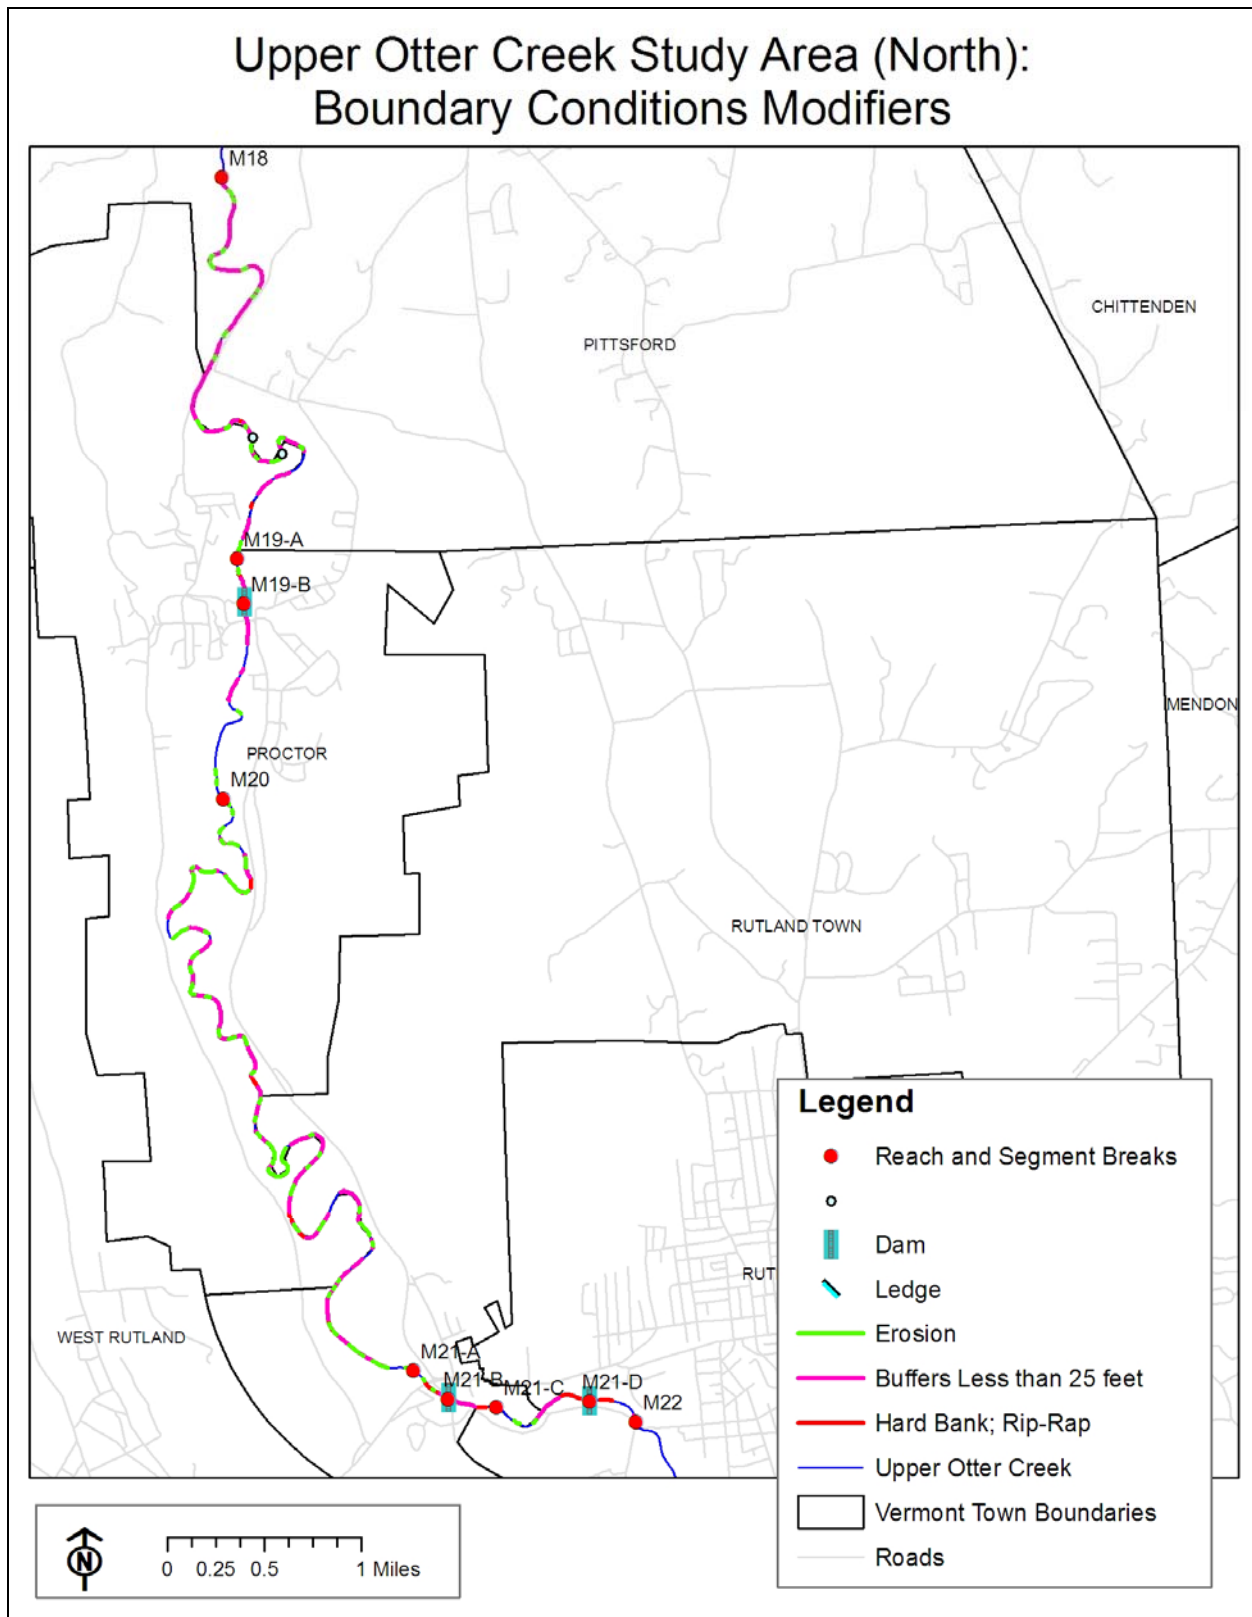 Upper Otter Creek Study Area (North):
Boundary Conditions Modifiers
M18
CHITTENDEN
PITTSFORD
M19-A
M19-B
MENDON
PROCTOR
M20
RUTLAND TOWN
Legend
Reach and Segment Breaks
Dam
RUT
Ledge
WEST RUTLAND
Erosion
M21-A
M21-B
M21-C
M21-D
Buffers Less than 25 feet
M22
Hard Bank; Rip-Rap
Upper Otter Creek
Vermont Town Boundaries
Roads
N
0 0.25 0.5 1 Miles